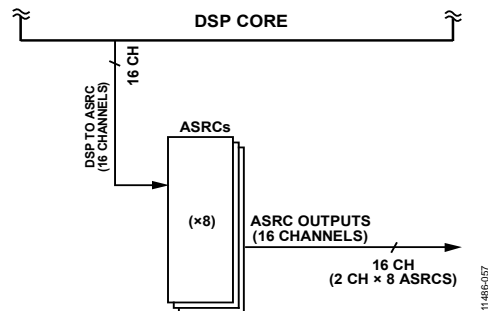 DSP CORE
16 CH
DSP TO ASRC
(16 CHANNELS)
ASRCs
(×8)
ASRC OUTPUTS
(16 CHANNELS)
16 CH
(2 CH × 8 ASRCS)
11486-057